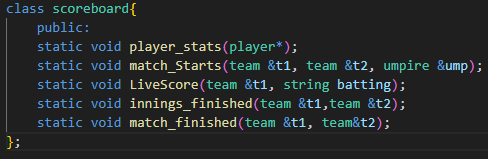 class scoreboard{
    public:
    static void player_stats(player*);
    static void match_Starts(team &t1, team &t2, umpire &ump);
    static void LiveScore(team &t1, string batting);
    static void innings_finished(team &t1,team &t2);
    static void match_finished(team &t1, team&t2);
};